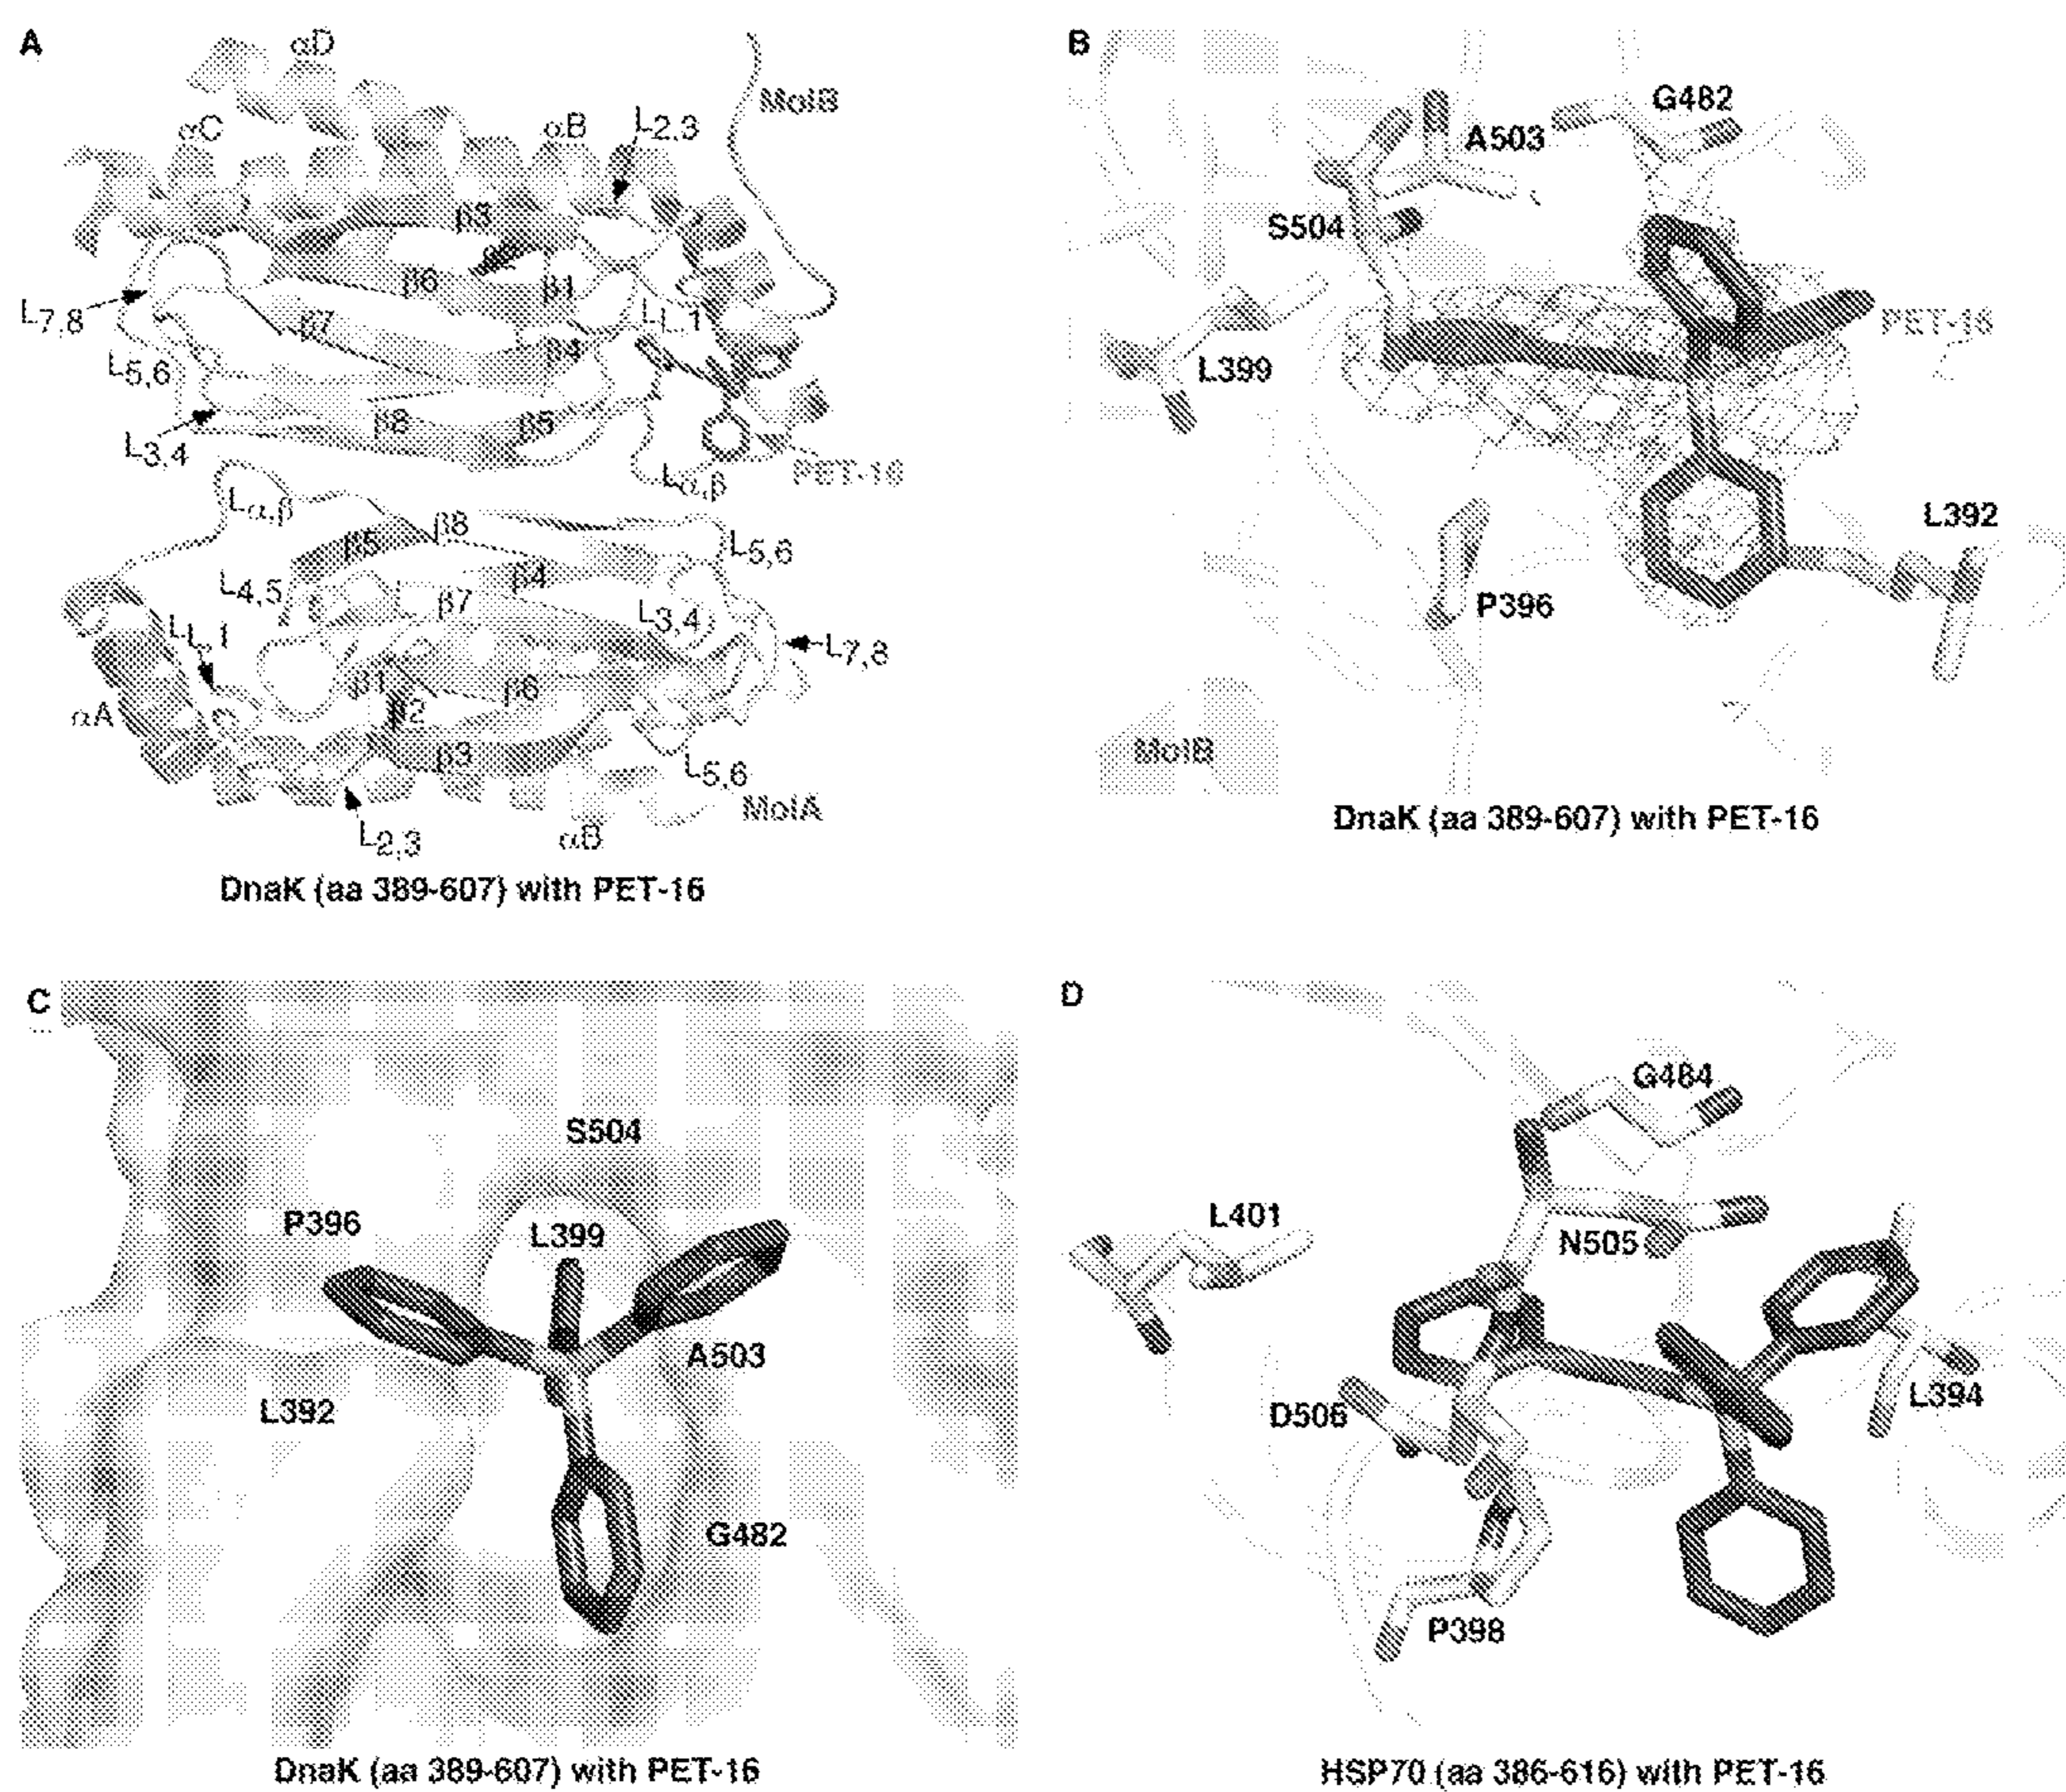 A
αD
MolB
αC
αB
L2,3
β3
β6
β1
L7,8
β7
LL,1
β4
L5,6
β8
β5
L3,4
PET-16
Lα,β
Lα,β
β8
β5
L5,6
L4,5
β4
β7
L3,4
LL,1
L7,8
β1
β6
αA
β2
β3
L5,6
MolA
L2,3
αB
DnaK (aa 389-607) with PET-16
B
G482
A503
S504
PET-16
L399
L392
P396
MolB
DnaK (aa 389-607) with PET-16
C
S504
P396
L399
A503
L392
G482
DnaK (aa 389-607) with PET-16
D
G484
L401
N505
L394
D506
P398
HSP70 (aa 386-616) with PET-16